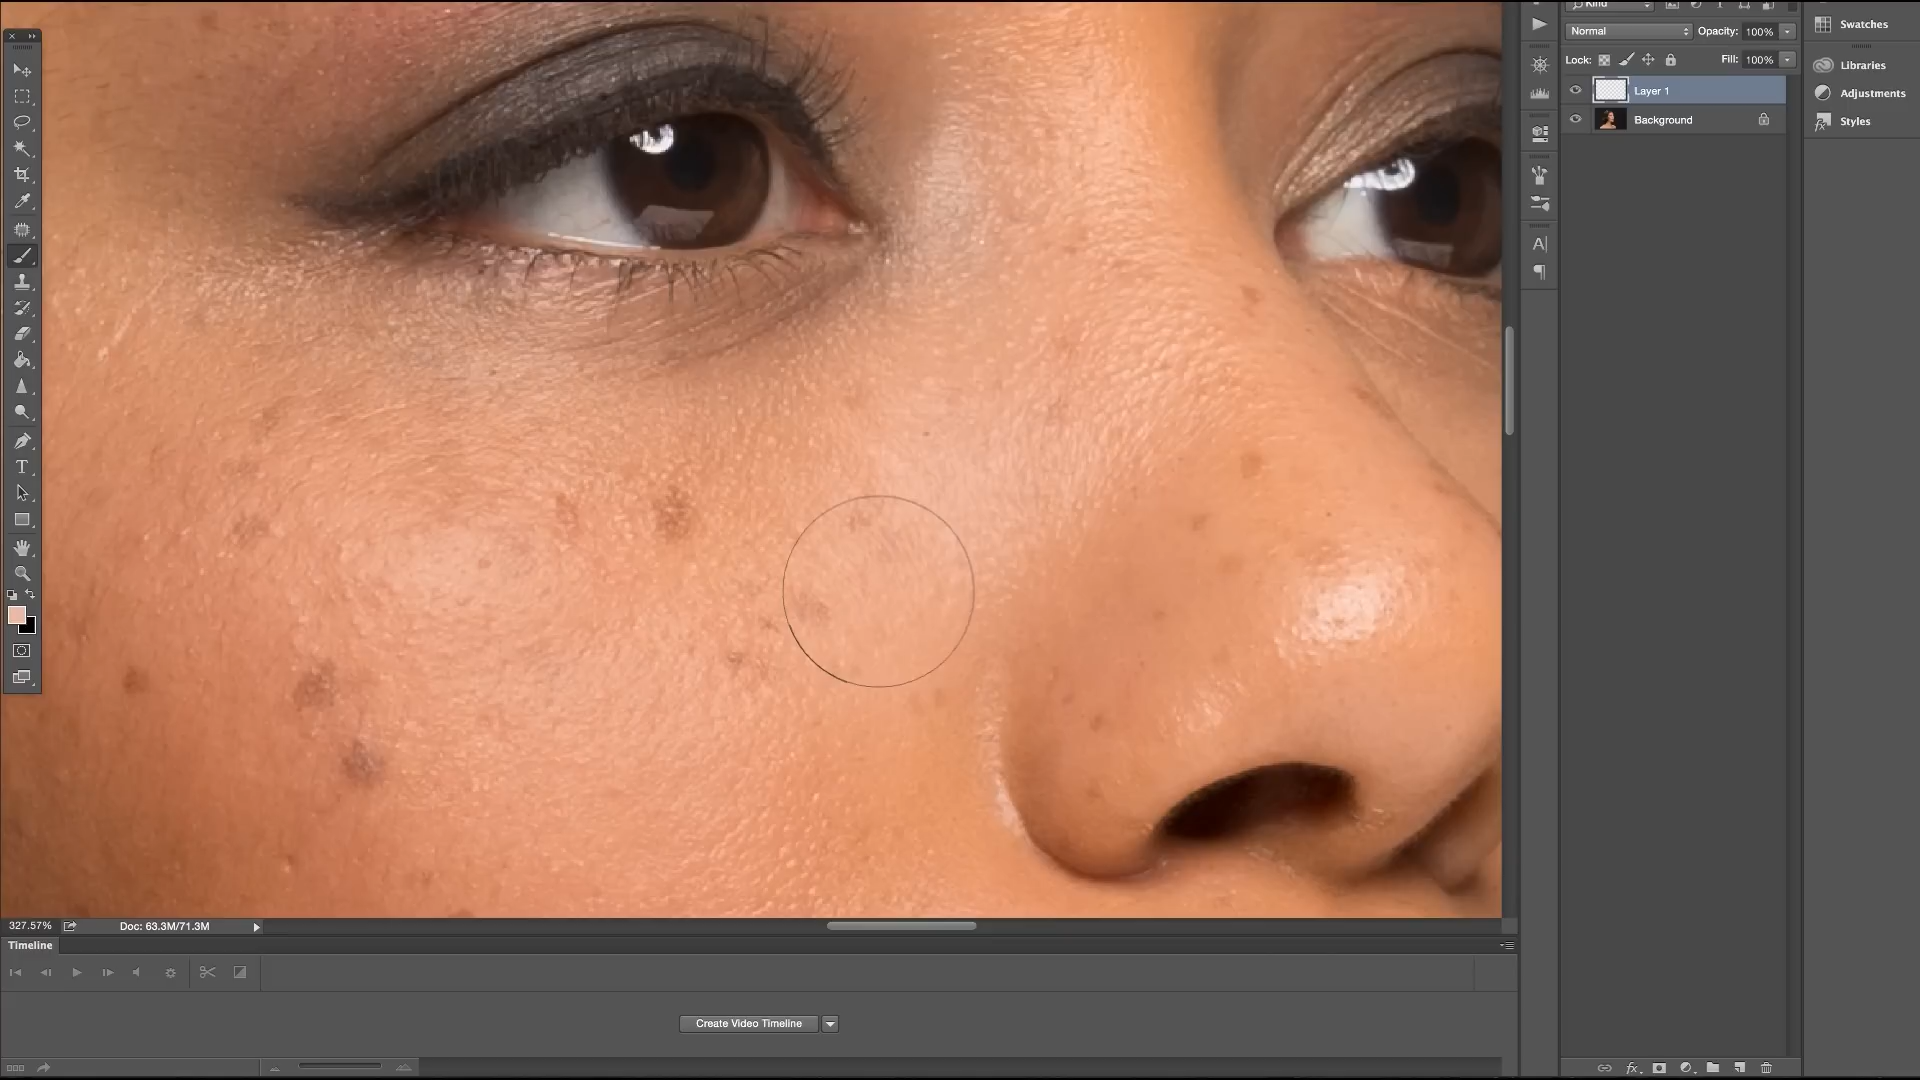 Kind
Normal
Opacity: 100%
Lock:
Fill: 100%
Layer 1
Background
Swatches
Libraries
Adjustments
Styles
327.57%
Doc: 63.3M/71.3M
Timeline
Create Video Timeline